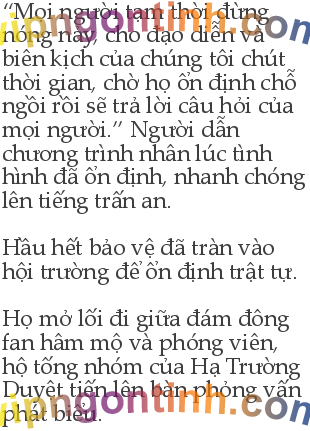 “Mọi người tạm thời đừng
nóng nảy, cho đạo diễn và
biên kịch của chúng tôi chút
thời gian, chờ họ ổn định chỗ
ngồi rồi sẽ trả lời câu hỏi của
mọi người.” Người dẫn
chương trình nhân lúc tình
hình đã ổn định, nhanh chóng
lên tiếng trấn an.
Hầu hết bảo vệ đã tràn vào
hội trường để ổn định trật tự.
Họ mở lối đi giữa đám đông
fan hâm mộ và phóng viên,
hộ tống nhóm của Hạ Trường
Duyệt tiến lên bàn phỏng vấn
phát biểu.
vipngontinh.com
vipngontinh.com